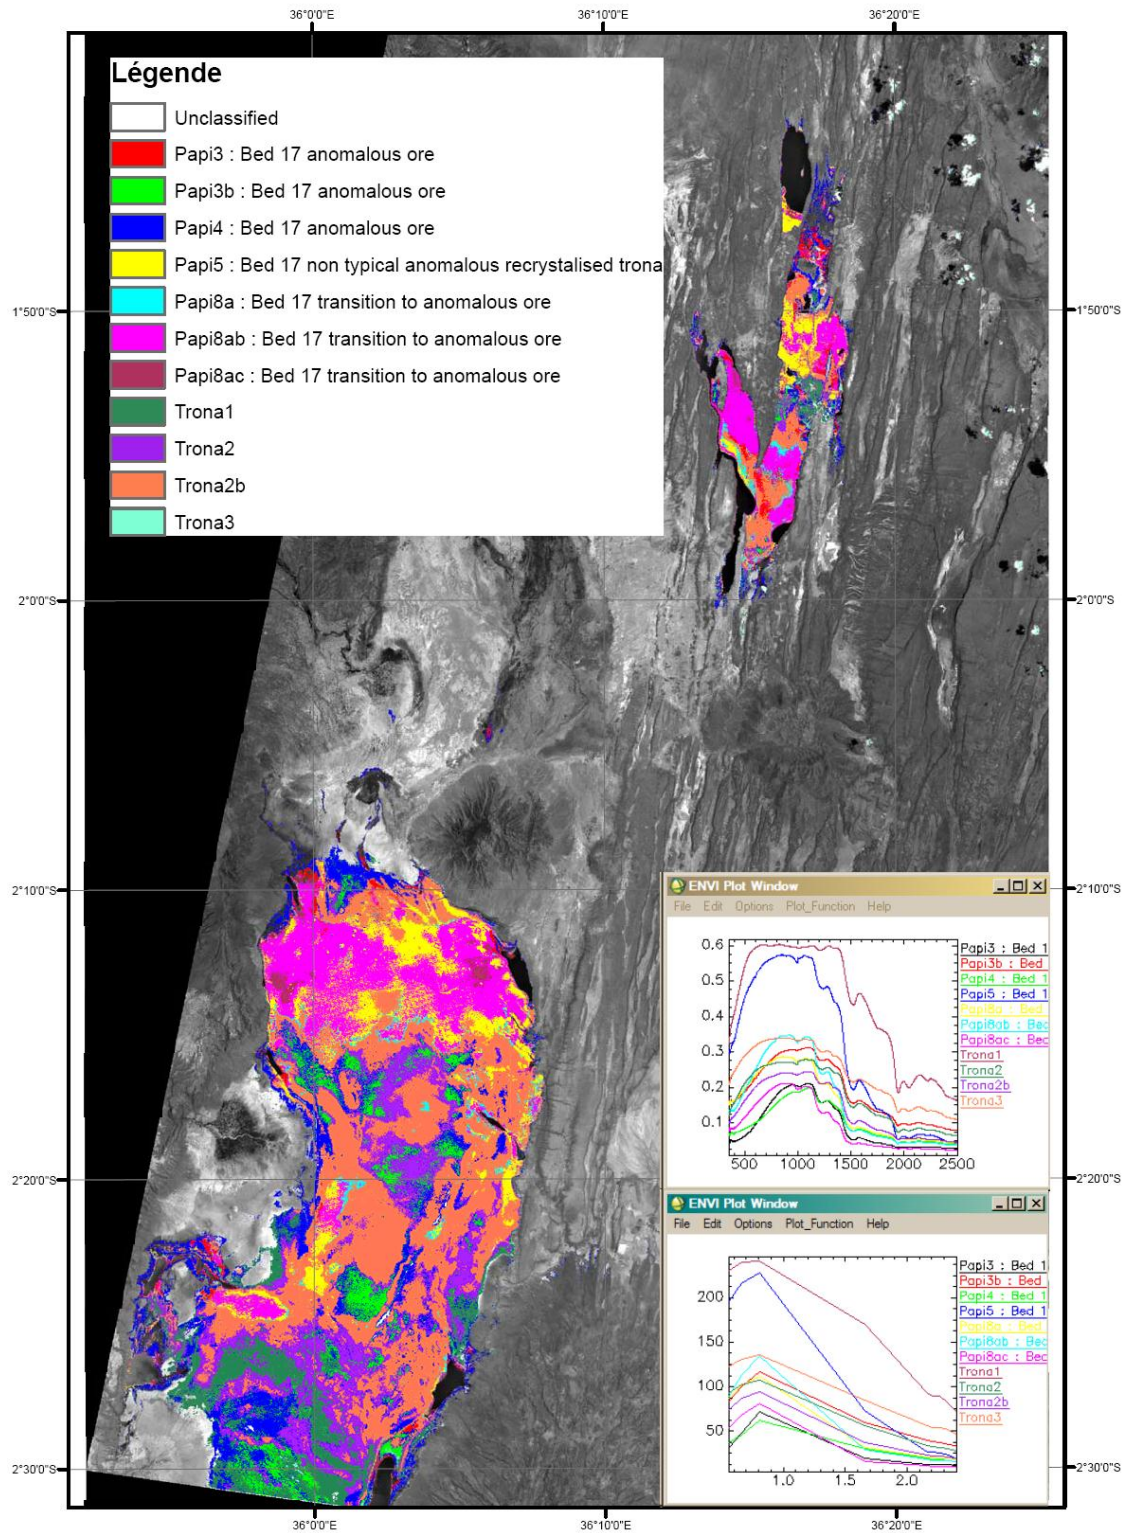 36°0'0"E
36°10'0"E
36°20'0"E
Légende
Unclassified
Papi3 : Bed 17 anomalous ore
Papi3b : Bed 17 anomalous ore
Papi4 : Bed 17 anomalous ore
Papi5 : Bed 17 non typical anomalous recrystalised trona
Papi8a : Bed 17 transition to anomalous ore
Papi8ab : Bed 17 transition to anomalous ore
Papi8ac : Bed 17 transition to anomalous ore
Trona1
Trona2
Trona2b
Trona3
1°50'0"S
1°50'0"S
2°0'0"S
2°0'0"S
2°10'0"S
2°10'0"S
2°20'0"S
2°20'0"S
2°30'0"S
2°30'0"S
ENVI Plot Window
File Edit Options Plot_Function Help
0.6
0.5
0.4
0.3
0.2
0.1
500 1000 1500 2000 2500
Papi3 : Bed 1
Papi3b : Bed
Papi4 : Bed 1
Papi5 : Bed 1
Papi8a : Bed
Papi8ab : Bec
Papi8ac : Bec
Trona1
Trona2
Trona2b
Trona3
ENVI Plot Window
File Edit Options Plot_Function Help
200
150
100
50
1.0 2.0
Papi3 : Bed 1
Papi3b : Bed
Papi4 : Bed 1
Papi5 : Bed 1
Papi8a : Bed
Papi8ab : Bec
Papi8ac : Bec
Trona1
Trona2
Trona2b
Trona3
36°0'0"E
36°10'0"E
36°20'0"E